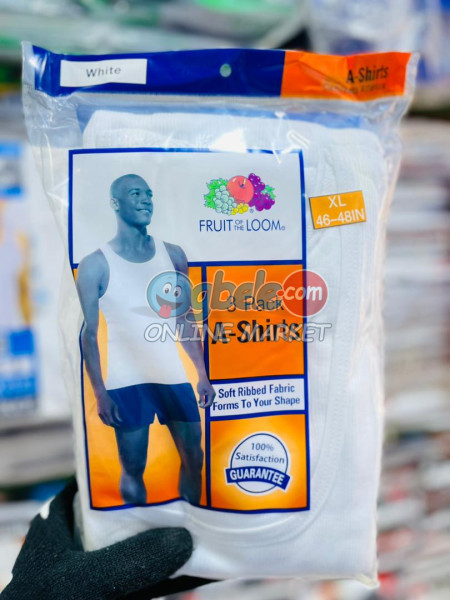 White
A-Shirts
XL
46-48IN
FRUIT OF THE LOOM®
3 Pack
A-Shirts
.com
ONLINE MARKET
Soft Ribbed Fabric
Forms To Your Shape
100%
Satisfaction
GUARANTEE